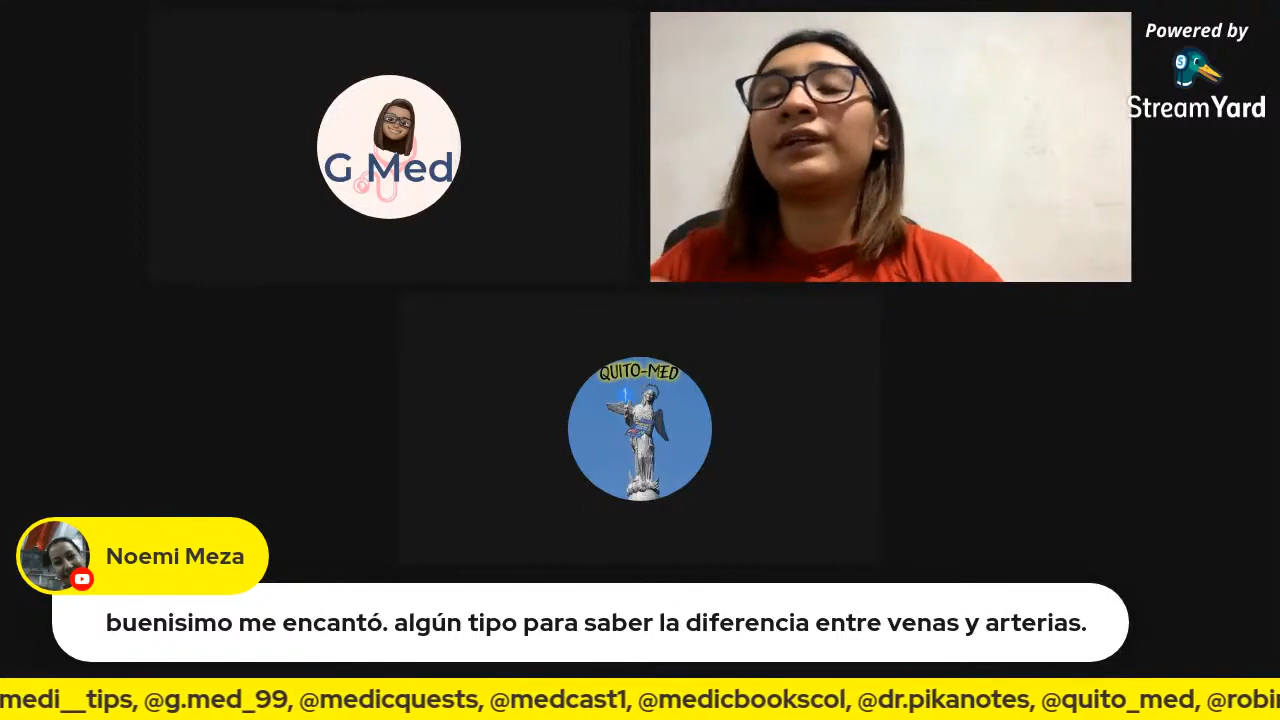 Powered by
StreamYard
G Med
QUITO-MED
Noemi Meza
buenisimo me encantó. algún tipo para saber la diferencia entre venas y arterias.
medi__tips, @g.med_99, @medicquests, @medcast1, @medicbookscol, @dr.pikanotes, @quito_med, @robin